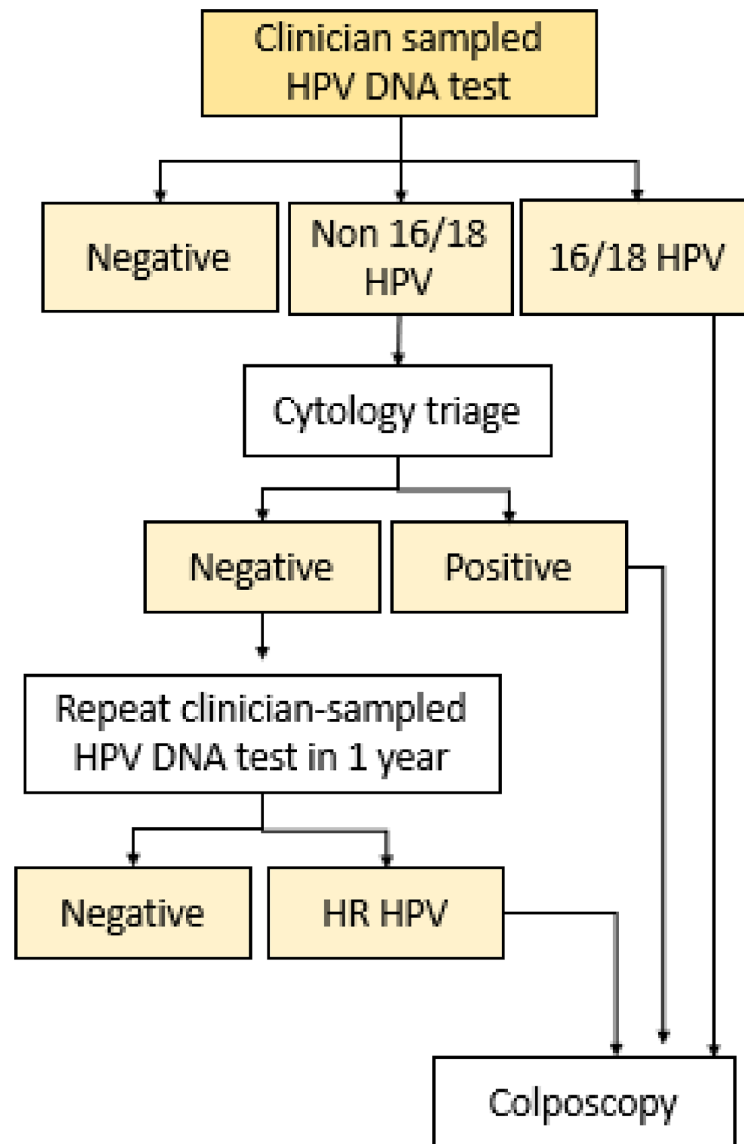 Clinician sampled
HPV DNA test
Negative
Non 16/18
HPV
16/18 HPV
Cytology triage
Negative
Positive
Repeat clinician-sampled
HPV DNA test in 1 year
Negative
HR HPV
Colposcopy